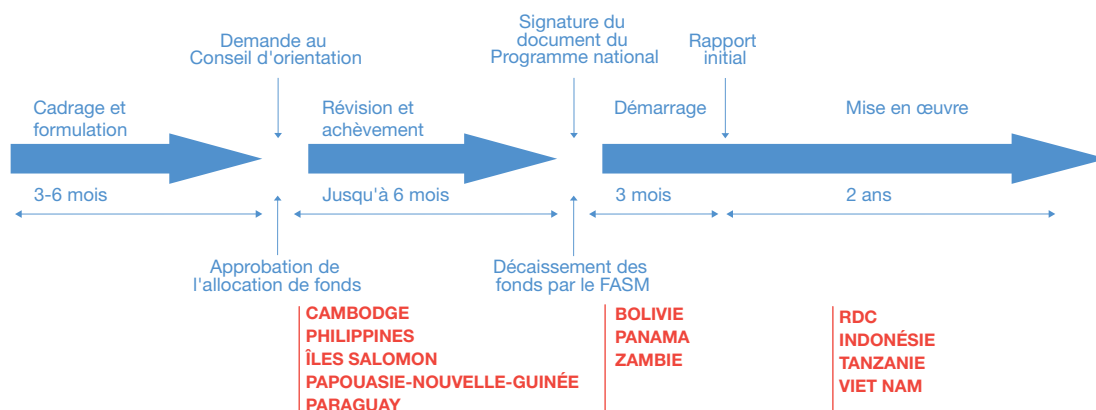 Demande au
Conseil d'orientation
Signature du
document du
Programme national
Rapport
initial
Cadrage et
formulation
Révision et
achèvement
Démarrage
Mise en œuvre
3-6 mois
Jusqu'à 6 mois
3 mois
2 ans
Approbation de
l'allocation de fonds
Décaissement des
fonds par le FASM
CAMBODGE
PHILIPPINES
ÎLES SALOMON
PAPOUASIE-NOUVELLE-GUINÉE
PARAGUAY
BOLIVIE
PANAMA
ZAMBIE
RDC
INDONÉSIE
TANZANIE
VIET NAM